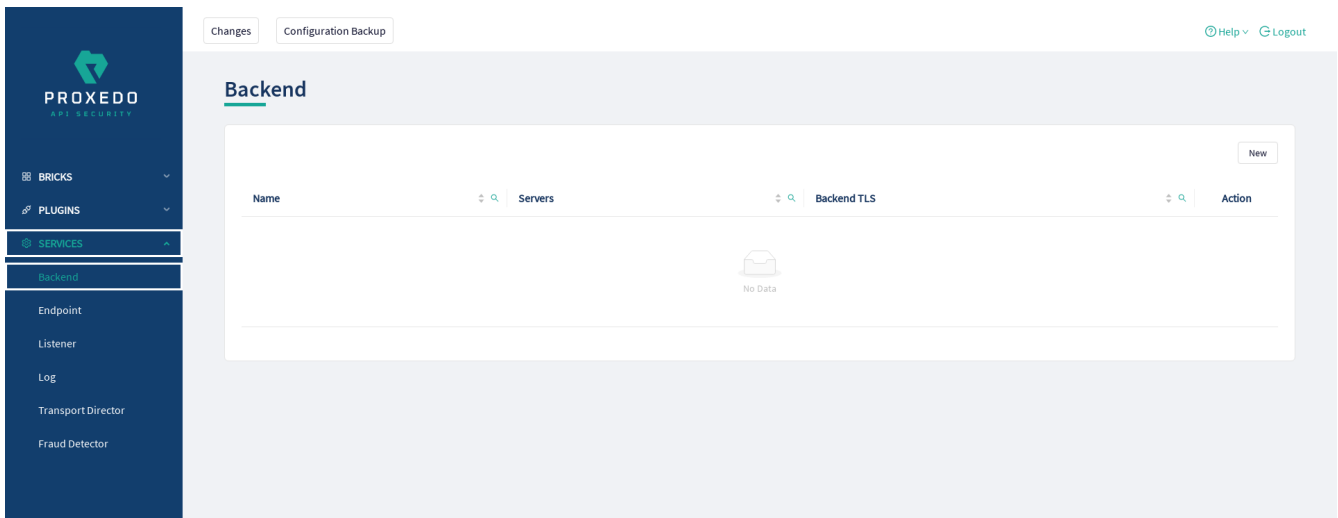 Changes Configuration Backup Help Logout
PROXEDO
API SECURITY
Backend
New
BRICKS
PLUGINS
SERVICES
Backend
Endpoint
Listener
Log
Transport Director
Fraud Detector
Name Servers Backend TLS Action
No Data